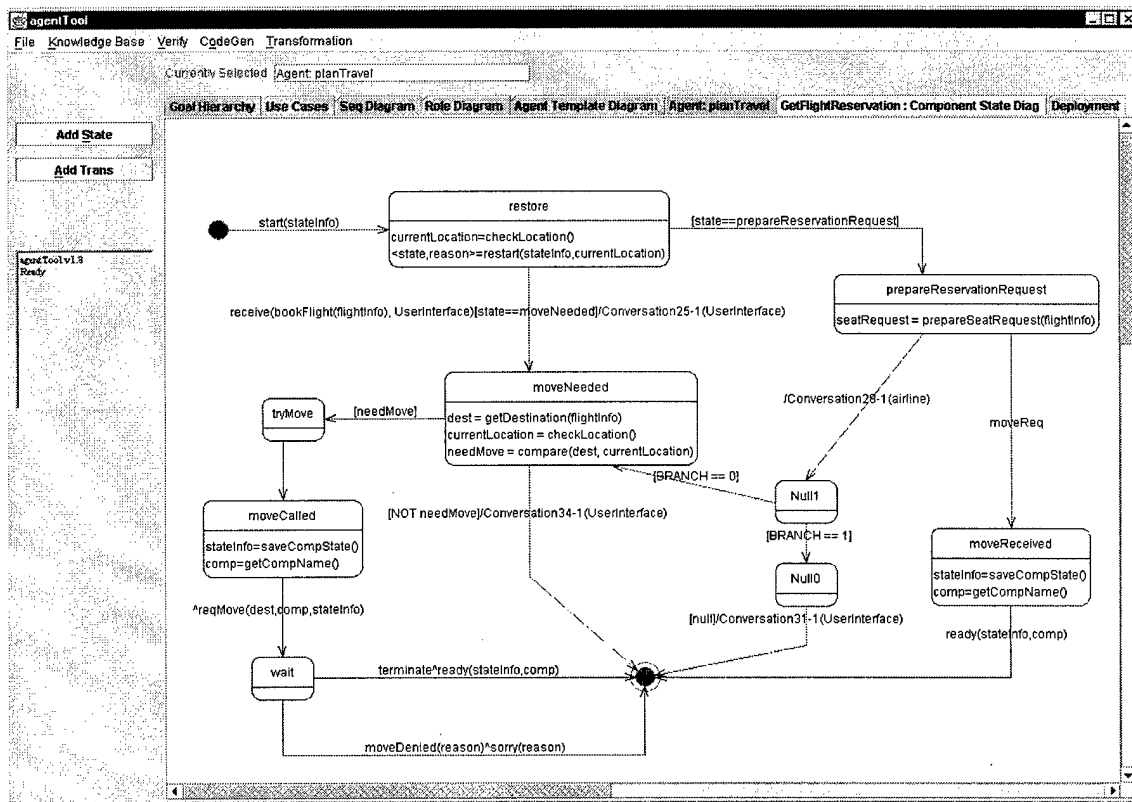 agentTool
File Knowledge Base Verify CodeGen Transformation
Currently Selected Agent: planTravel
Goal Hierarchy Use Cases Seq Diagram Role Diagram Agent Template Diagram Agent: planTravel GetFlightReservation : Component State Diag Deployment
Add State
Add Trans
agentTool v1.8
Ready
start(stateInfo)
restore
currentLocation=checkLocation()
<state,reason>=restart(stateInfo,currentLocation)
[state==prepareReservationRequest]
prepareReservationRequest
seatRequest = prepareSeatRequest(flightInfo)
receive(bookFlight(flightInfo), UserInterface)[state==moveNeeded]/Conversation25-1(UserInterface)
moveNeeded
dest = getDestination(flightInfo)
currentLocation = checkLocation()
needMove = compare(dest, currentLocation)
[needMove]
tryMove
/Conversation28-1(airline)
moveReq
[BRANCH == 0]
Null1
[NOT needMove]/Conversation34-1(UserInterface)
[BRANCH == 1]
Null0
[null]/Conversation31-1(UserInterface)
moveCalled
stateInfo=saveCompState()
comp=getCompName()
moveReceived
stateInfo=saveCompState()
comp=getCompName()
^reqMove(dest,comp,stateInfo)
ready(stateInfo,comp)
wait
terminate^ready(stateInfo,comp)
moveDenied(reason)^sorry(reason)